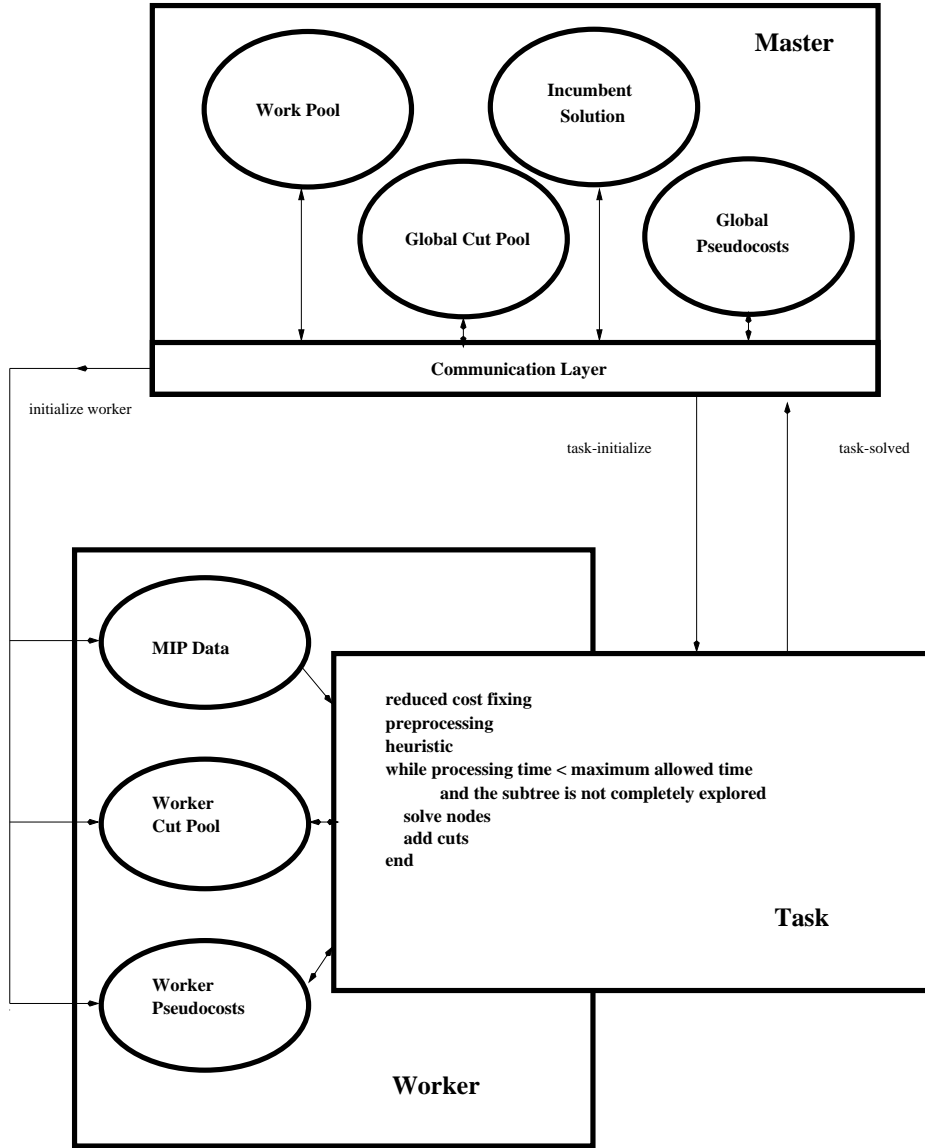 Master
Work Pool
Incumbent
Solution
Global Cut Pool
Global
Pseudocosts
Communication Layer
initialize worker
task-initialize
task-solved
MIP Data
Worker
Cut Pool
Worker
Pseudocosts
reduced cost fixing
preprocessing
heuristic
while processing time < maximum allowed time
and the subtree is not completely explored
solve nodes
add cuts
end
Task
Worker